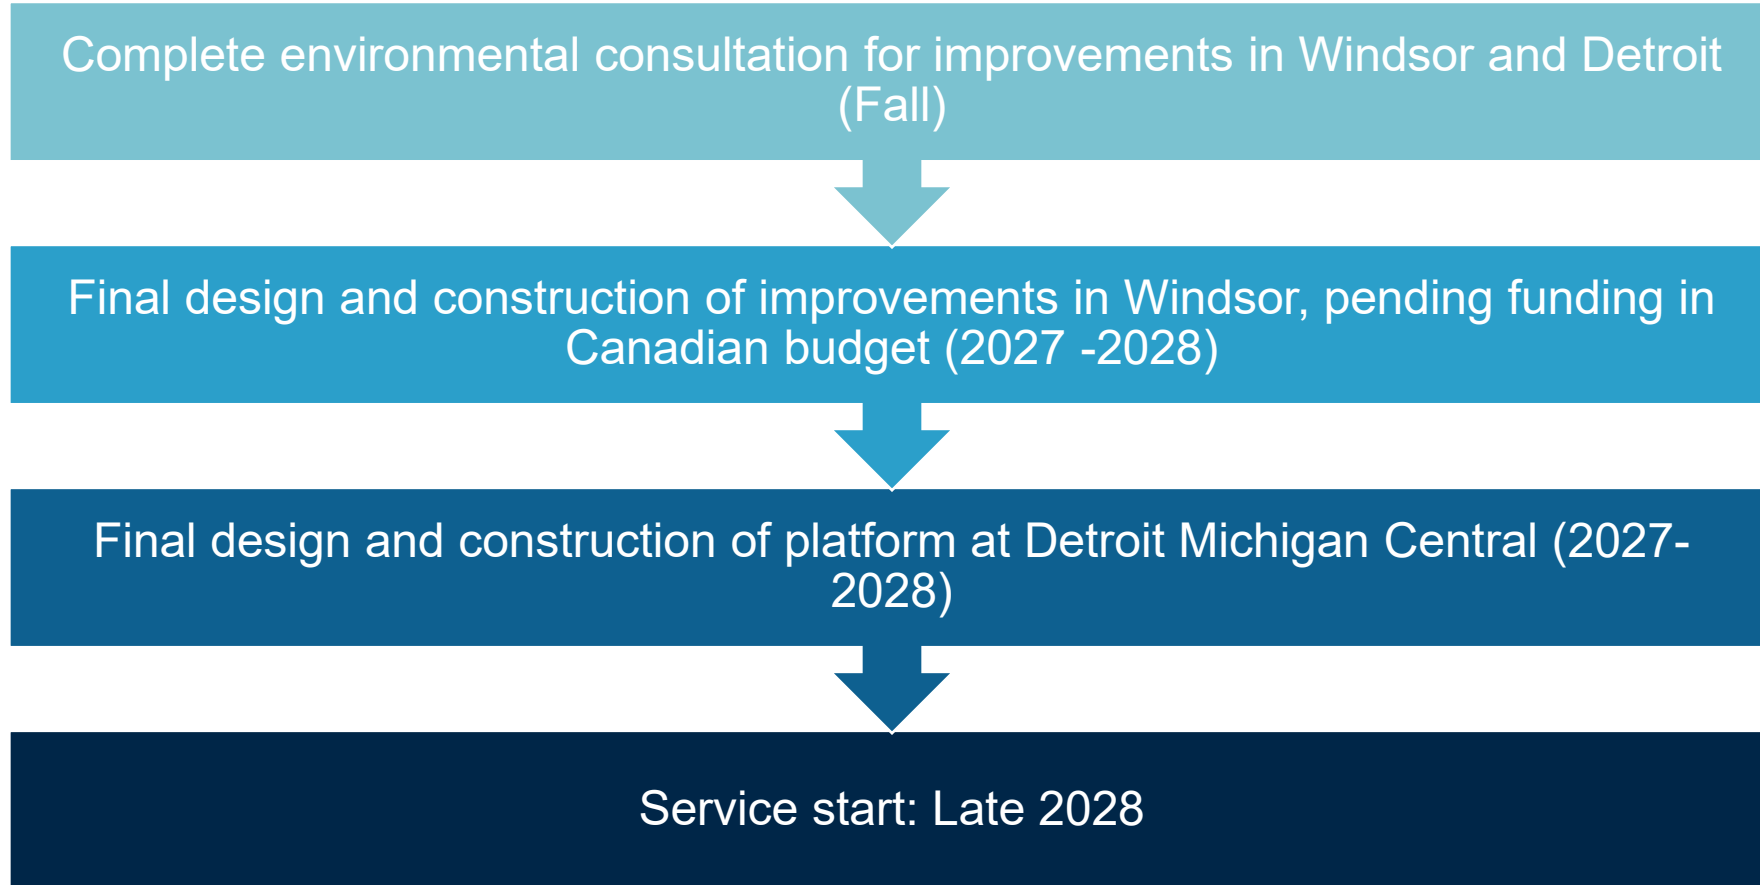 Complete environmental consultation for improvements in Windsor and Detroit
(Fall)
Final design and construction of improvements in Windsor, pending funding in
Canadian budget (2027 -2028)
Final design and construction of platform at Detroit Michigan Central (2027-
2028)
Service start: Late 2028